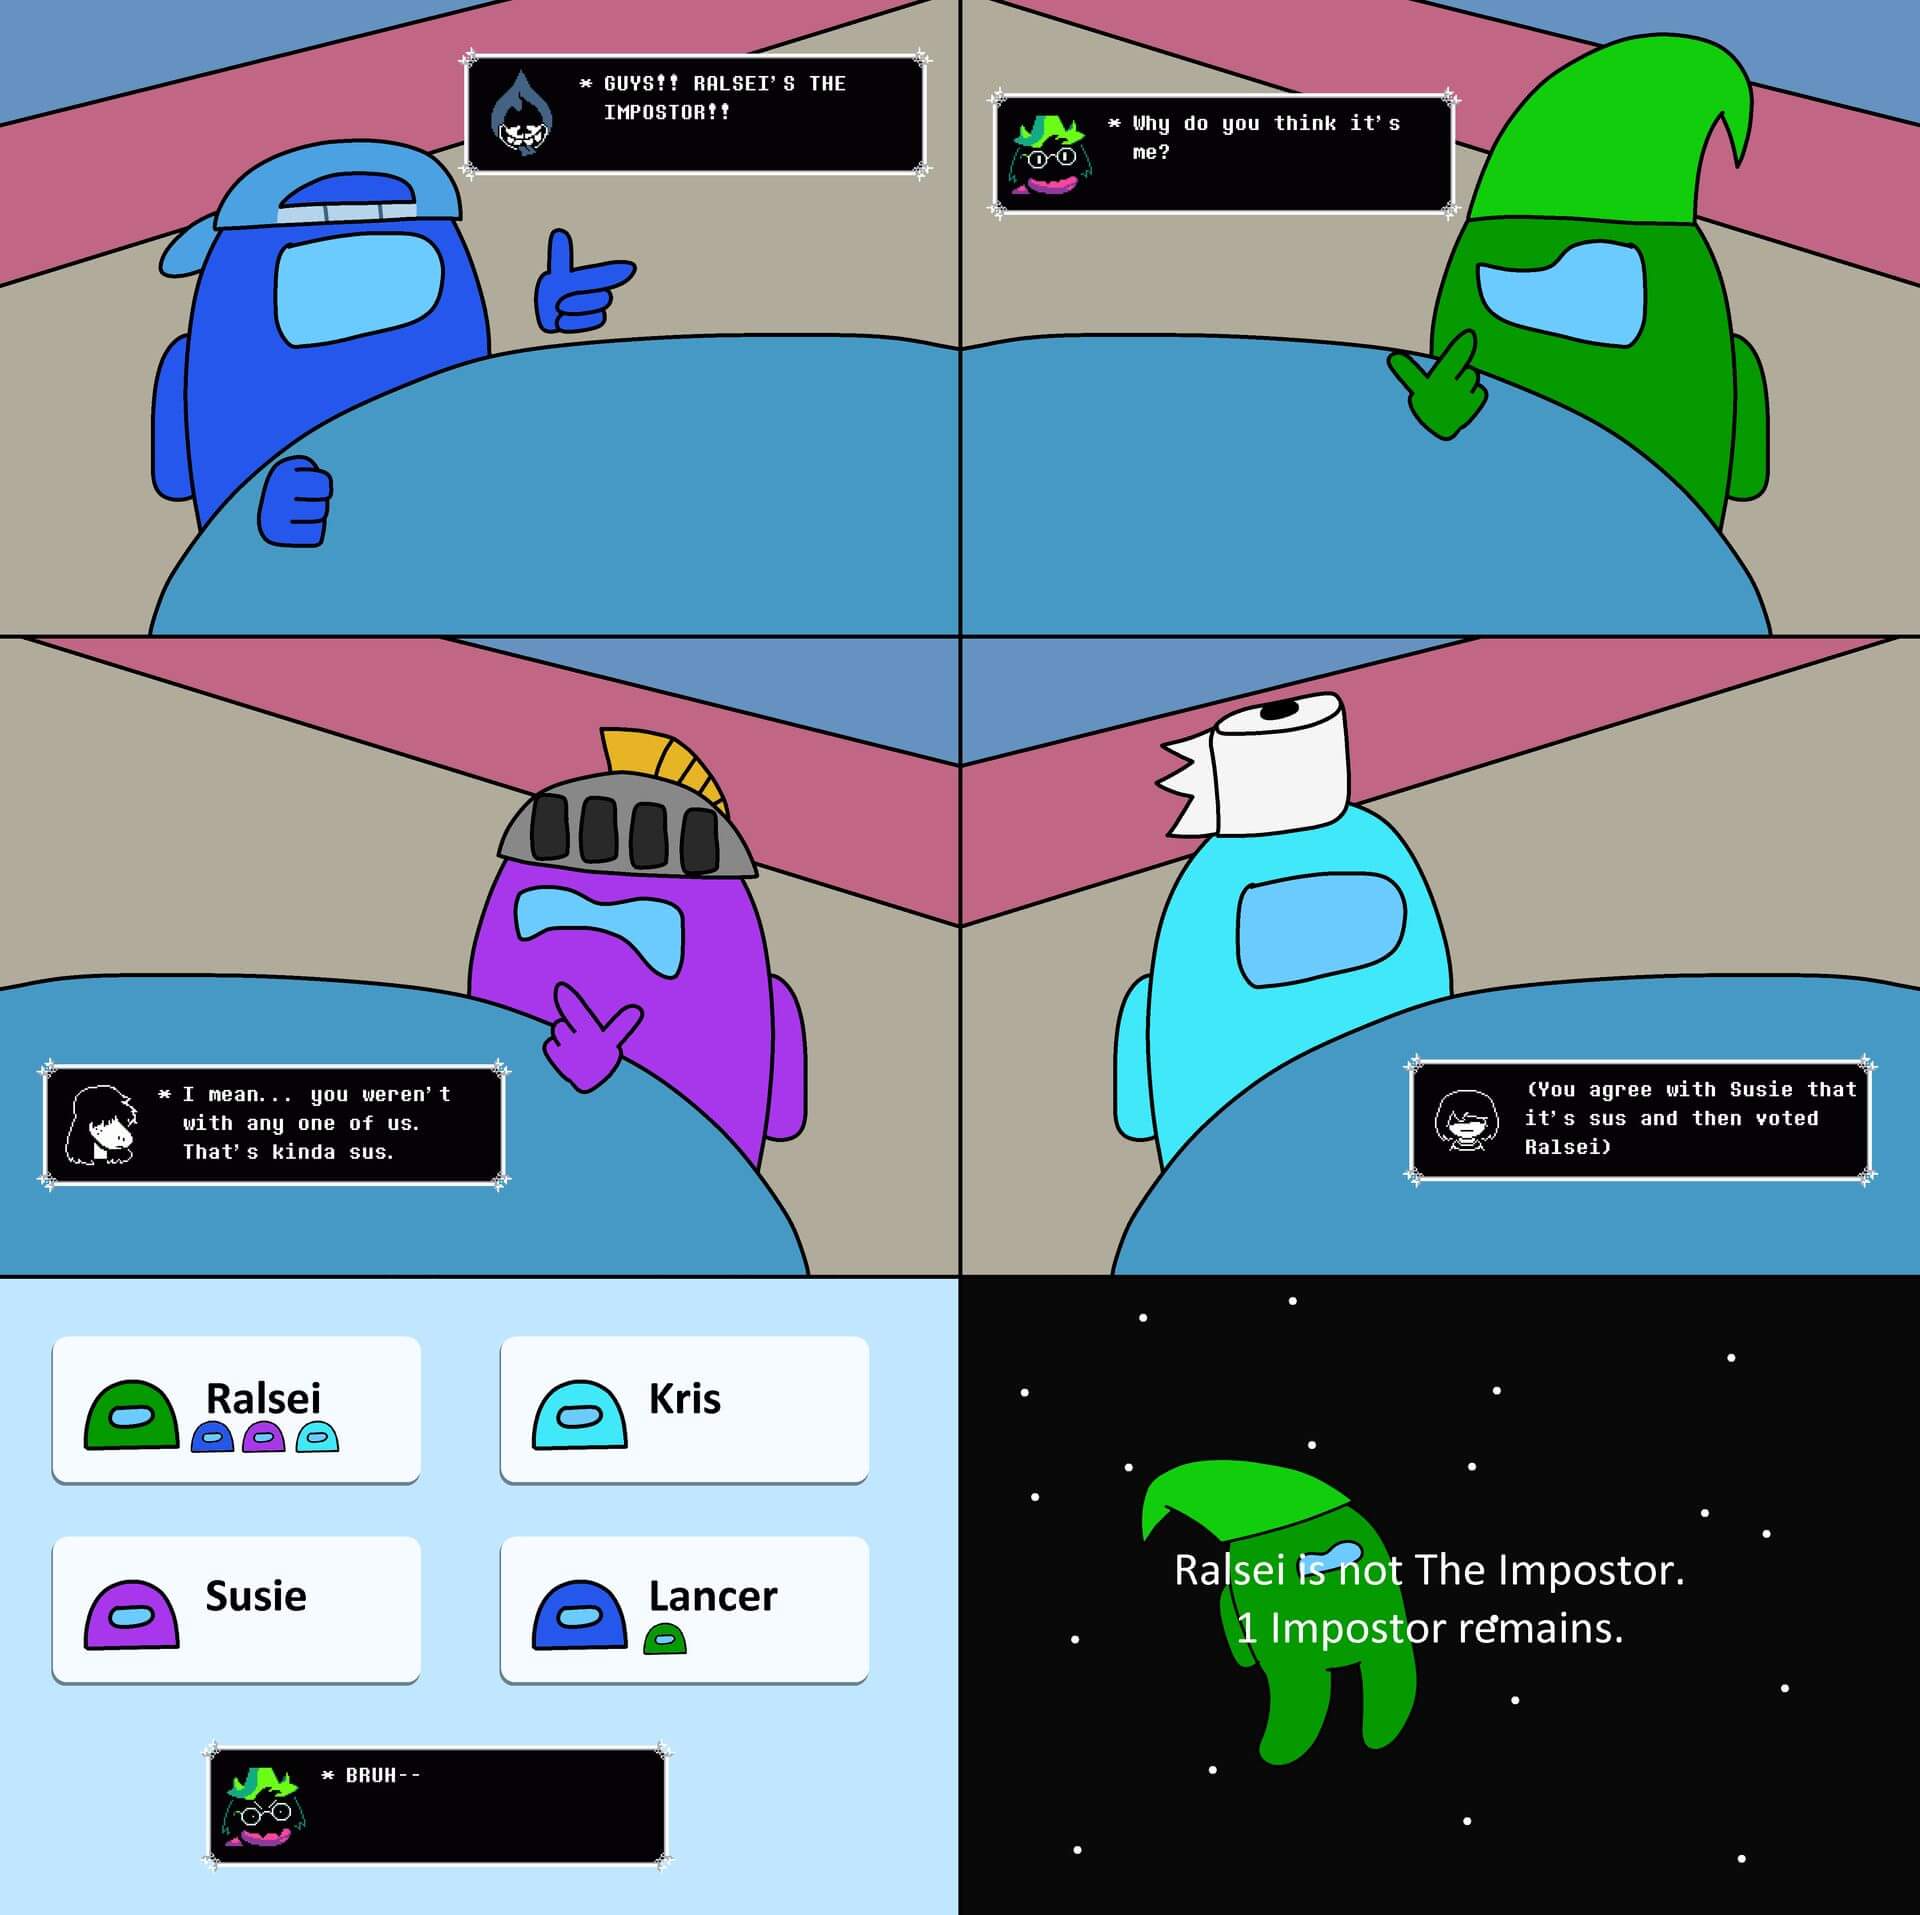 * GUYS!! RALSEI'S THE
IMPOSTOR!!
* Why do you think it's
me?
* I mean... you weren't
with any one of us.
That's kinda sus.
(You agree with Susie that
it's sus and then voted
Ralsei)
Ralsei
Kris
Susie
Lancer
* BRUH--
Ralsei is not The Impostor.
1 Impostor remains.